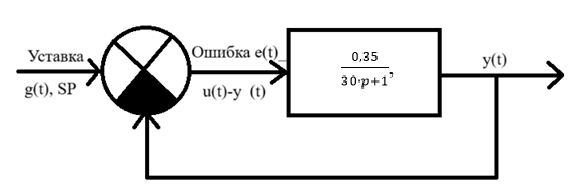 Уставка
g(t), SP
Ошибка e(t)_
u(t)-y (t)
0,35
30·p+1,
y(t)